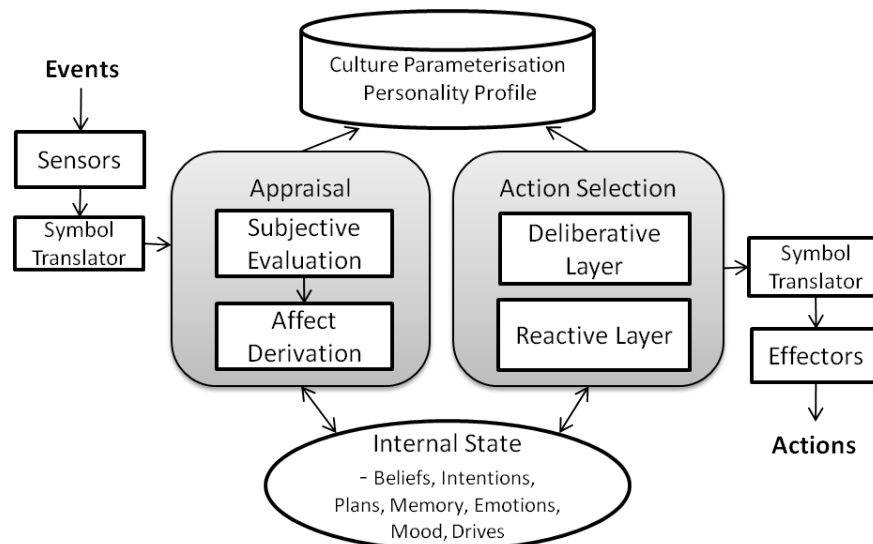 Culture Parameterisation
Personality Profile
Events
Sensors
Symbol
Translator
Appraisal
Subjective
Evaluation
Affect
Derivation
Action Selection
Deliberative
Layer
Reactive Layer
Symbol
Translator
Effectors
Actions
Internal State
- Beliefs, Intentions,
Plans, Memory, Emotions,
Mood, Drives